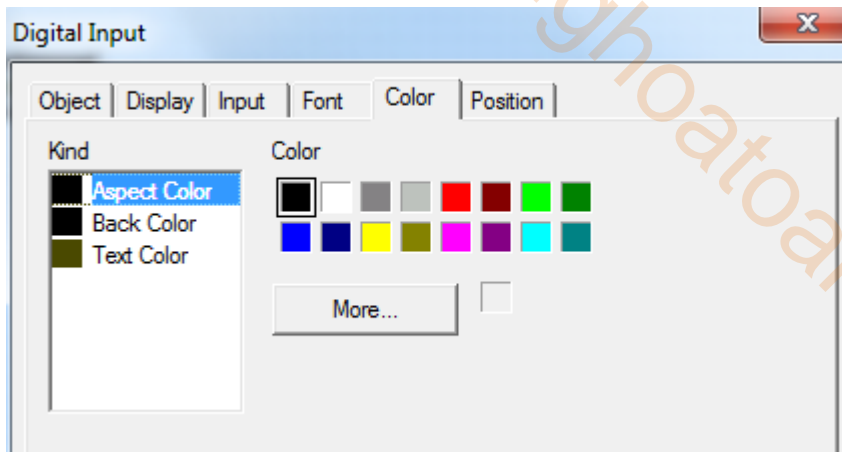 Digital Input
Object Display Input Font Color Position
Kind Color
Aspect Color
Back Color
Text Color
More...